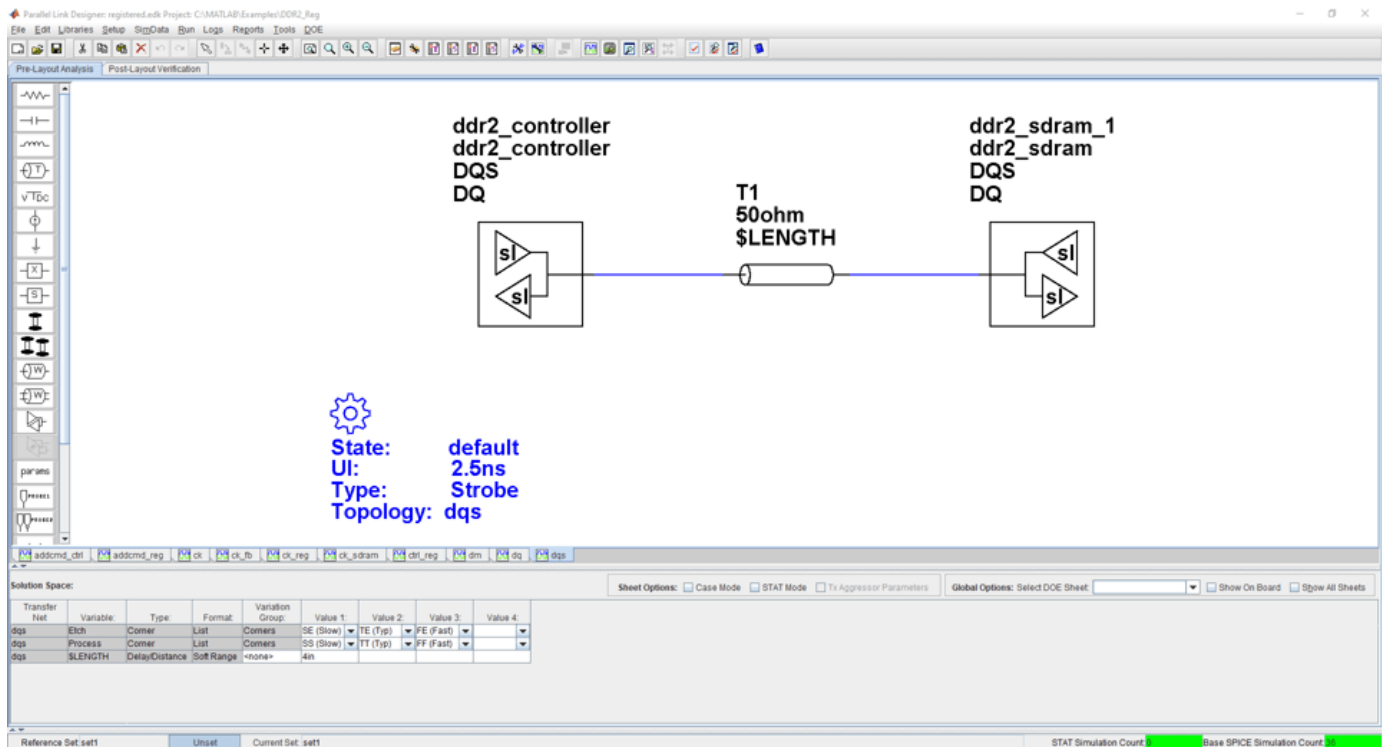 Parallel Link Designer: registered.edk Project: C:\MATLAB\Examples\DDR2_Reg
File Edit Libraries Setup SimData Run Logs Reports Tools DOE
Pre-Layout Analysis Post-Layout Verification
ddr2_controller
ddr2_controller
DQS
DQ
T1
50ohm
$LENGTH
ddr2_sdram_1
ddr2_sdram
DQS
DQ
sl
sl
sl
sl
T
V TDC
X
S
W
W
params
State: default
UI: 2.5ns
Type: Strobe
Topology: dqs
addcmd_ctrl addcmd_reg ck ck_fb ck_reg ck_sdram ctrl_reg dm dq dqs
Solution Space:
Sheet Options: Case Mode STAT Mode Tx Aggressor Parameters Global Options: Select DOE Sheet: Show On Board Show All Sheets
Transfer Net Variable: Type: Format: Variation Group: Value 1: Value 2: Value 3: Value 4:
dqs Etch Corner List Corners SE (Slow) TE (Typ) FE (Fast)
dqs Process Corner List Corners SS (Slow) TT (Typ) FF (Fast)
dqs $LENGTH Delay/Distance Soft Range <none> 4in
Reference Set: set1 Unset Current Set: set1 STAT Simulation Count: Base SPICE Simulation Count: